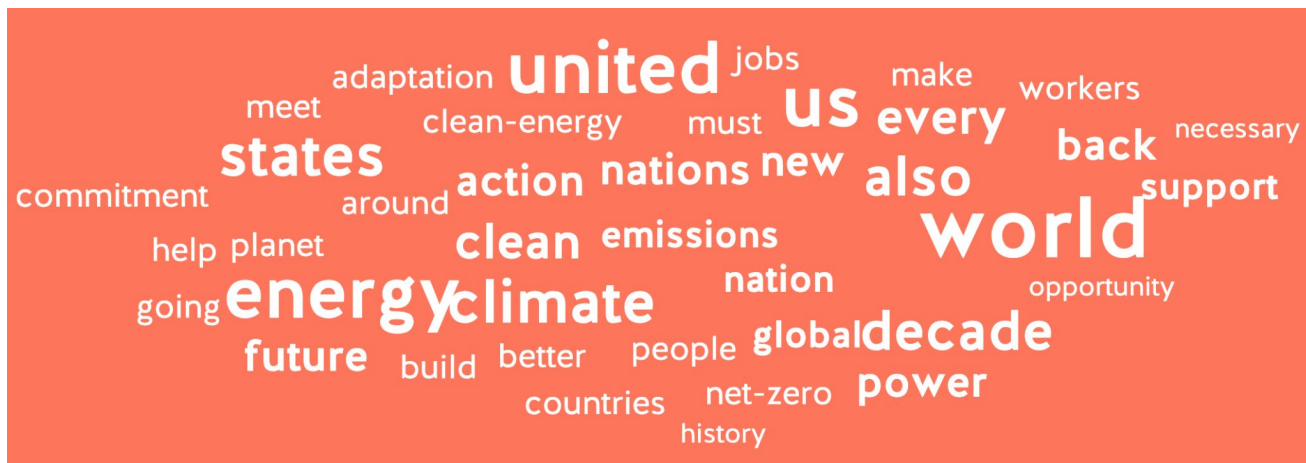 united
jobs
adaptation
make
workers
meet
clean-energy
must
us
every
necessary
states
back
action
nations
new
also
support
commitment
around
world
help
planet
clean
emissions
nation
opportunity
going
energy
climate
global
decade
future
build
better
people
power
countries
net-zero
history